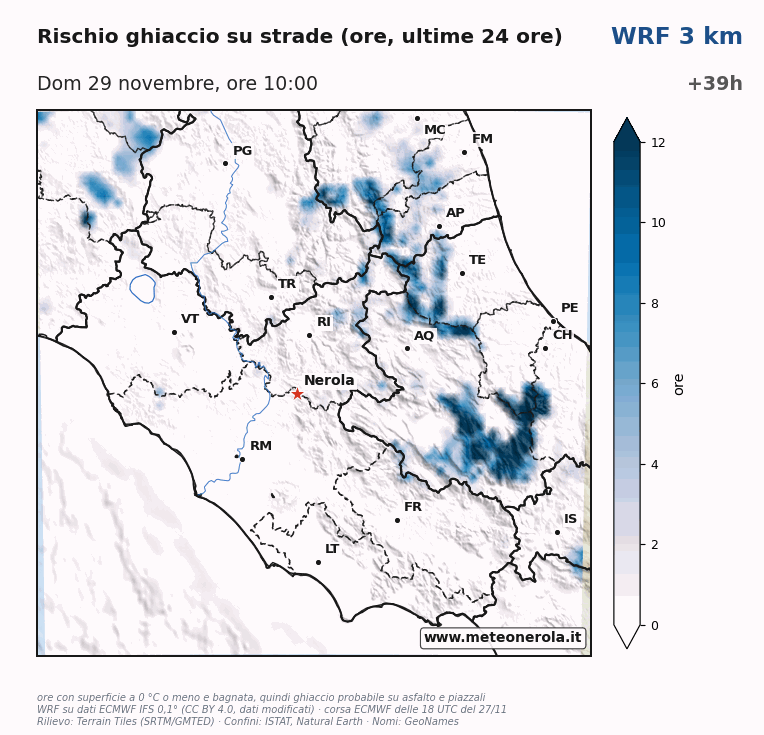 Rischio ghiaccio su strade (ore, ultime 24 ore)
WRF 3 km
Dom 29 novembre, ore 10:00
+39h
MC
FM
PG
AP
TE
TR
PE
VT
RI
AQ
CH
Nerola
RM
FR
IS
LT
www.meteonerola.it
12
10
8
6
4
2
0
ore
ore con superficie a 0 °C o meno e bagnata, quindi ghiaccio probabile su asfalto e piazzali
WRF su dati ECMWF IFS 0,1° (CC BY 4.0, dati modificati) · corsa ECMWF delle 18 UTC del 27/11
Rilievo: Terrain Tiles (SRTM/GMTED) · Confini: ISTAT, Natural Earth · Nomi: GeoNames